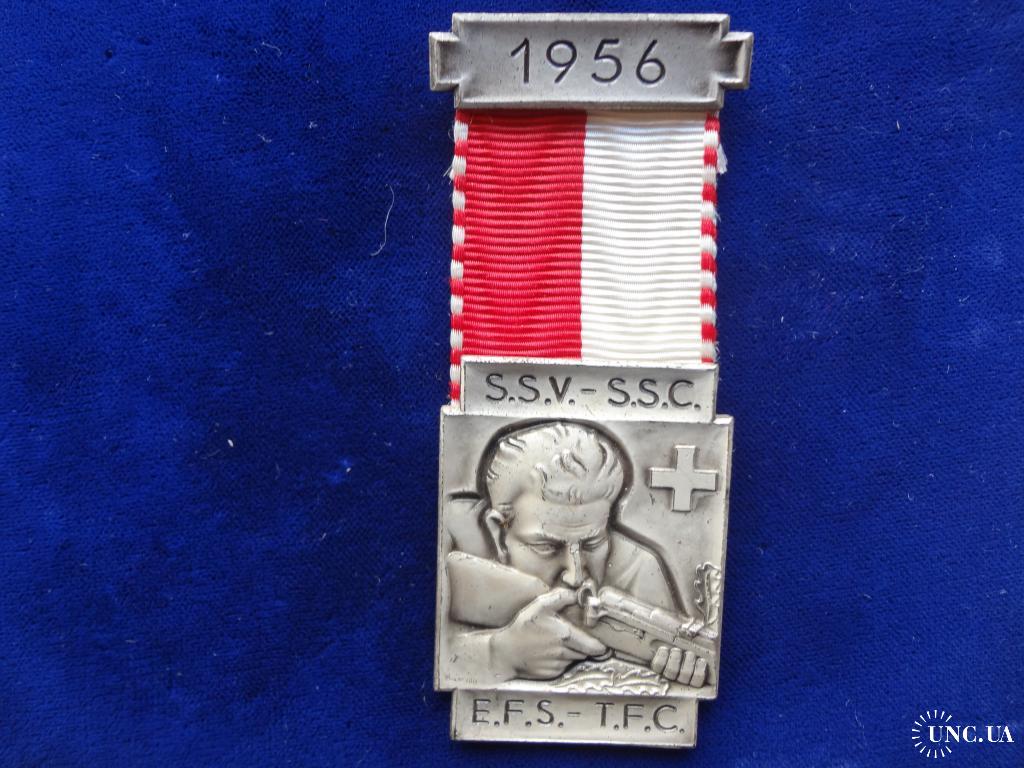 1956
S.S.V. - S.S.C.
E.F.S. - T.F.C.
UNC.UA